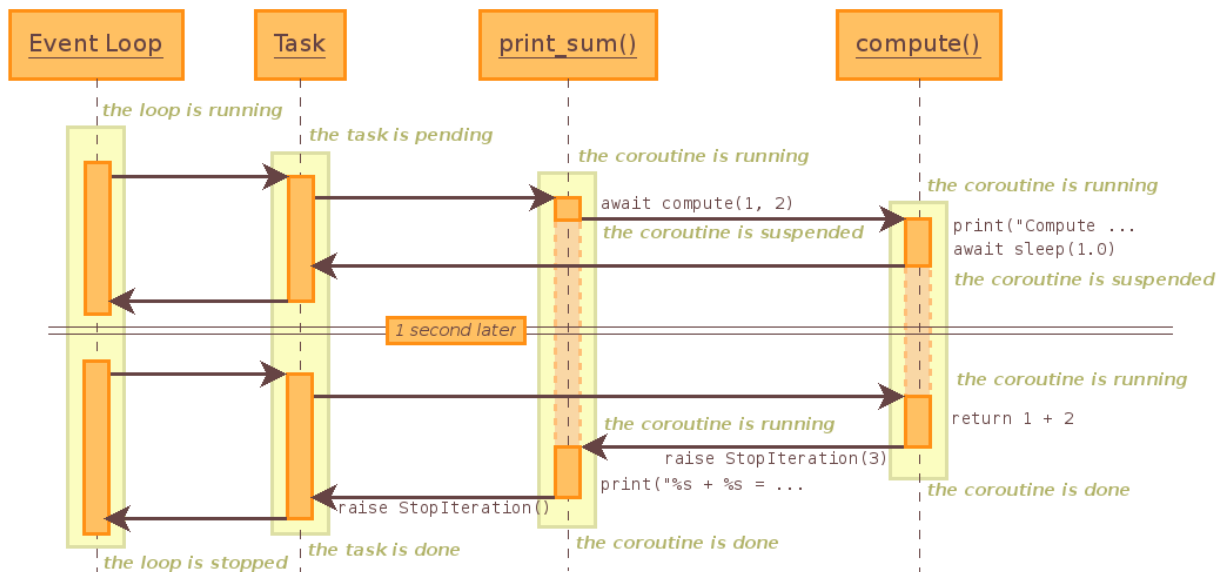 Event Loop
Task
print_sum()
compute()
the loop is running
the task is pending
the coroutine is running
the coroutine is running
await compute(1, 2)
print("Compute ...
the coroutine is suspended
await sleep(1.0)
the coroutine is suspended
1 second later
the coroutine is running
return 1 + 2
the coroutine is running
raise StopIteration(3)
print("%s + %s = ...
the coroutine is done
raise StopIteration()
the coroutine is done
the task is done
the loop is stopped